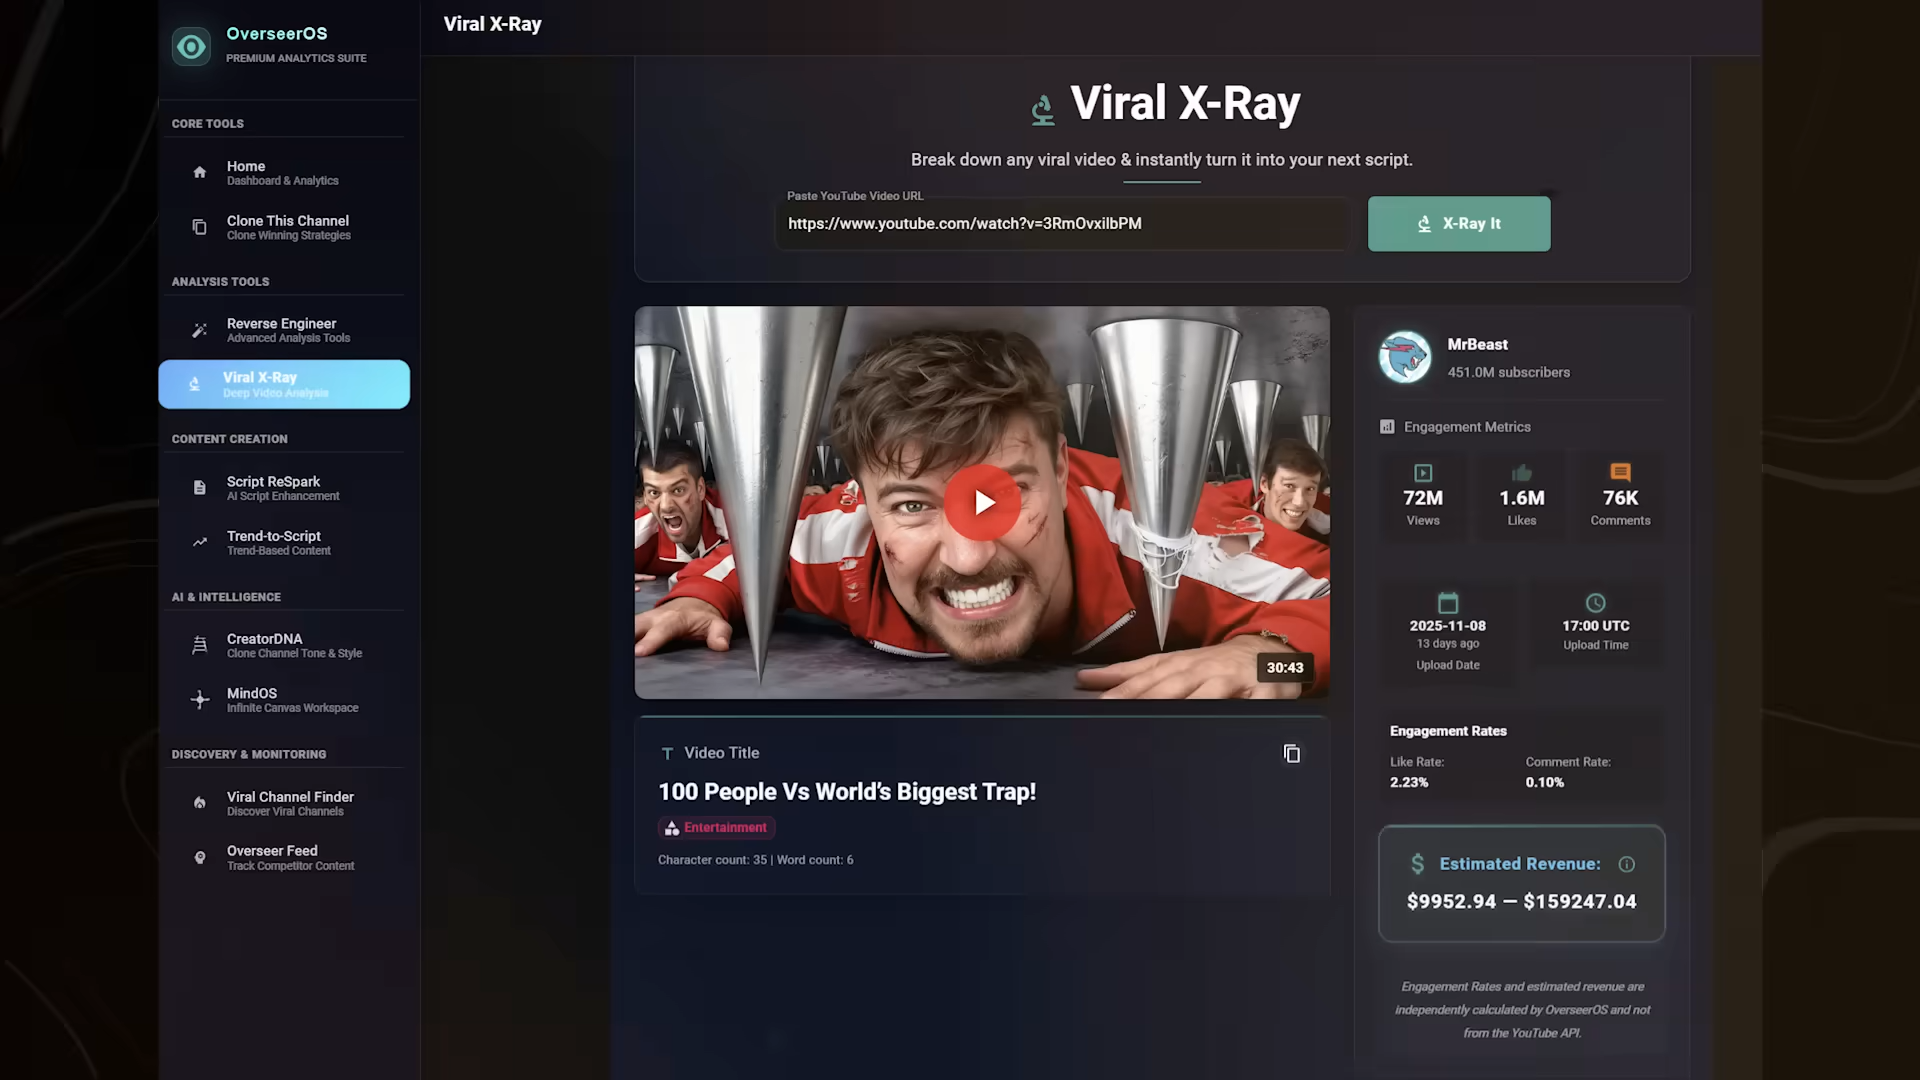 OverseerOS
PREMIUM ANALYTICS SUITE
CORE TOOLS
Home
Dashboard & Analytics
Clone This Channel
Clone Winning Strategies
ANALYSIS TOOLS
Reverse Engineer
Advanced Analysis Tools
Viral X-Ray
Deep Video Analysis
CONTENT CREATION
Script ReSpark
AI Script Enhancement
Trend-to-Script
Trend-Based Content
AI & INTELLIGENCE
CreatorDNA
Clone Channel Tone & Style
MindOS
Infinite Canvas Workspace
DISCOVERY & MONITORING
Viral Channel Finder
Discover Viral Channels
Overseer Feed
Track Competitor Content
Viral X-Ray
Viral X-Ray
Break down any viral video & instantly turn it into your next script.
Paste YouTube Video URL
https://www.youtube.com/watch?v=3RmOvxilbPM
X-Ray It
30:43
Video Title
100 People Vs World’s Biggest Trap!
Entertainment
Character count: 35 | Word count: 6
MrBeast
451.0M subscribers
Engagement Metrics
72M
Views
1.6M
Likes
76K
Comments
2025-11-08
13 days ago
Upload Date
17:00 UTC
Upload Time
Engagement Rates
Like Rate:
2.23%
Comment Rate:
0.10%
Estimated Revenue:
$9952.94 — $159247.04
Engagement Rates and estimated revenue are
independently calculated by OverseerOS and not
from the YouTube API.